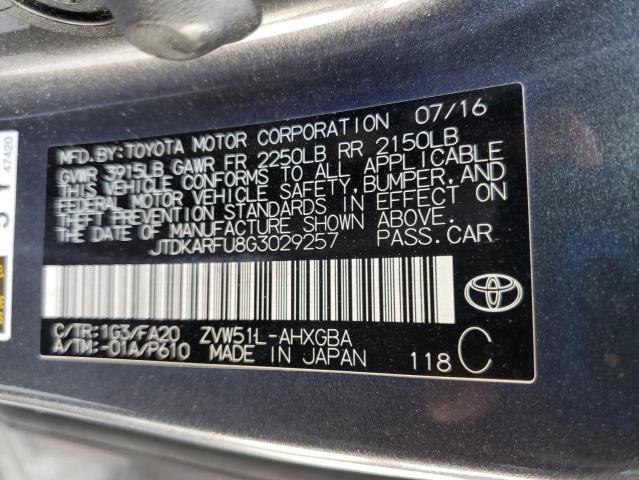 MFD.BY:TOYOTA MOTOR CORPORATION 07/16
GVWR 3915LB GAWR FR 2250LB RR 2150LB
THIS VEHICLE CONFORMS TO ALL APPLICABLE
FEDERAL MOTOR VEHICLE SAFETY,BUMPER,AND
THEFT PREVENTION STANDARDS IN EFFECT ON
THE DATE OF MANUFACTURE SHOWN ABOVE.
JTDKARFU8G3029257 PASS.CAR
C/TR:1G3/FA20 ZVW51L-AHXGBA
A/TM:-01A/P610 MADE IN JAPAN 118 C
47420